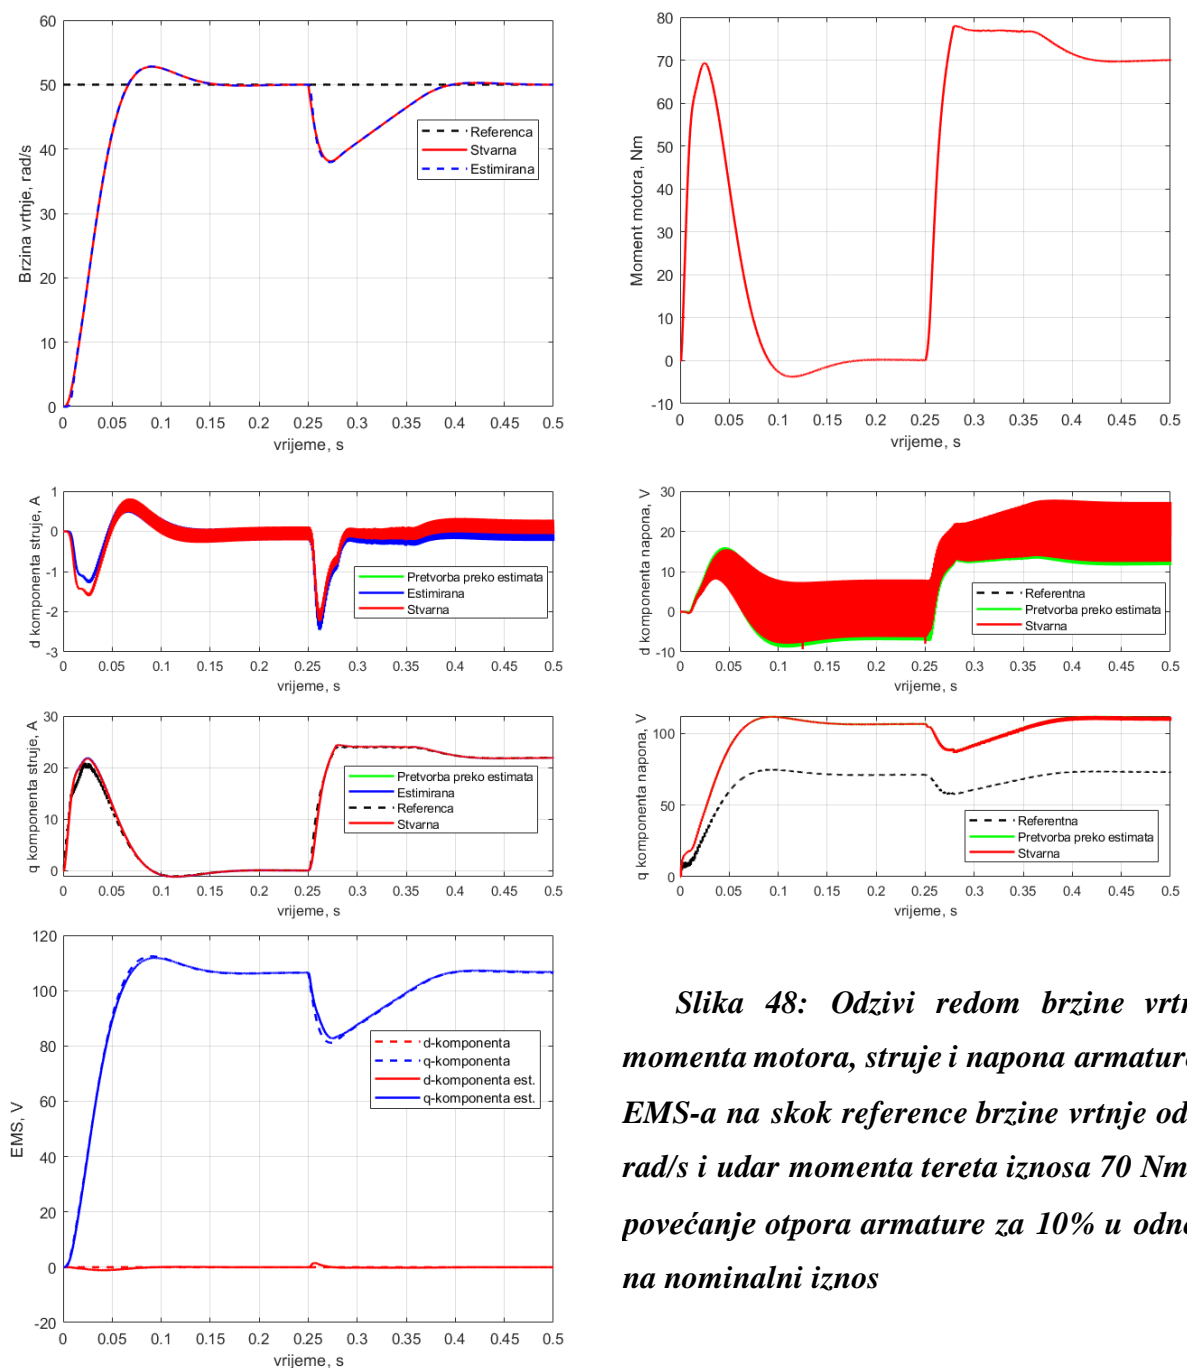 60
50
40
30
20
10
0
Brzina vrtnje, rad/s
Referenca
Stvarna
Estimirana
0 0.05 0.1 0.15 0.2 0.25 0.3 0.35 0.4 0.45 0.5
vrijeme, s
80
70
60
50
40
30
20
10
0
-10
Moment motora, Nm
0 0.05 0.1 0.15 0.2 0.25 0.3 0.35 0.4 0.45 0.5
vrijeme, s
1
0
-1
-2
-3
d komponenta struje, A
Pretvorba preko estimata
Estimirana
Stvarna
0 0.05 0.1 0.15 0.2 0.25 0.3 0.35 0.4 0.45 0.5
vrijeme, s
30
20
10
0
-10
d komponenta napona, V
Referentna
Pretvorba preko estimata
Stvarna
0 0.05 0.1 0.15 0.2 0.25 0.3 0.35 0.4 0.45 0.5
vrijeme, s
30
20
10
0
q komponenta struje, A
Pretvorba preko estimata
Estimirana
Referenca
Stvarna
0 0.05 0.1 0.15 0.2 0.25 0.3 0.35 0.4 0.45 0.5
vrijeme, s
100
50
0
q komponenta napona, V
Referentna
Pretvorba preko estimata
Stvarna
0 0.05 0.1 0.15 0.2 0.25 0.3 0.35 0.4 0.45 0.5
vrijeme, s
120
100
80
60
40
20
0
-20
EMS, V
d-komponenta
q-komponenta
d-komponenta est.
q-komponenta est.
0 0.05 0.1 0.15 0.2 0.25 0.3 0.35 0.4 0.45 0.5
vrijeme, s
Slika 48: Odzivi redom brzine vrtn
momenta motora, struje i napona armature
EMS-a na skok reference brzine vrtnje od
rad/s i udar momenta tereta iznosa 70 Nm
povećanje otpora armature za 10% u odno
na nominalni iznos